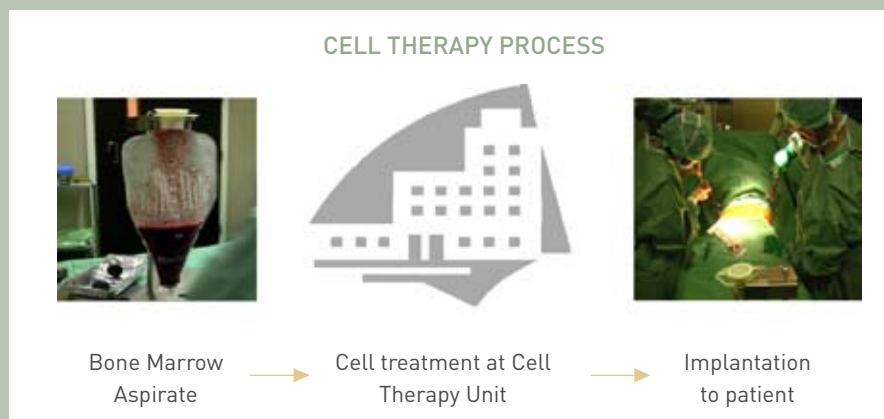 CELL THERAPY PROCESS
Bone Marrow
Aspirate
Cell treatment at Cell
Therapy Unit
Implantation
to patient